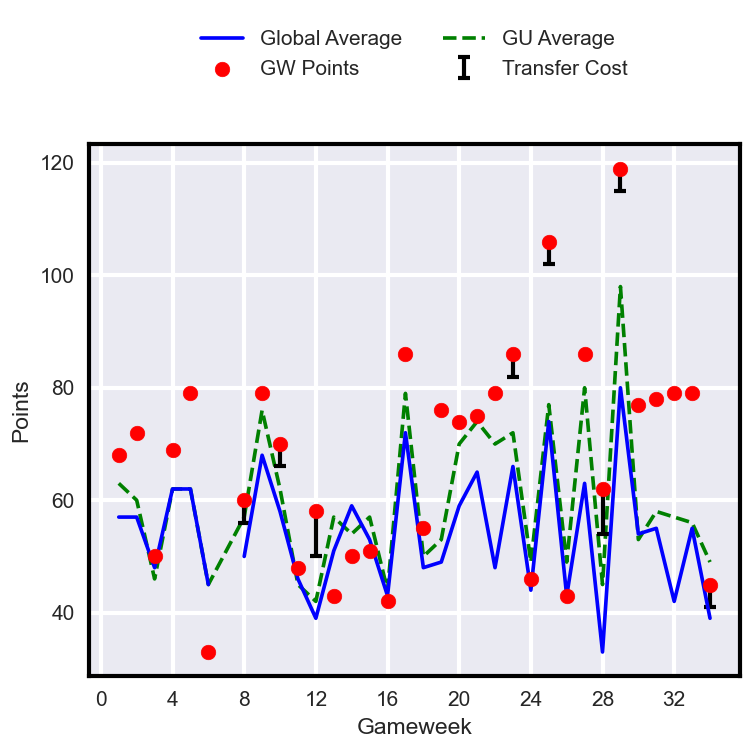 Global Average GU Average
GW Points Transfer Cost
120
100
80
60
40
Points
0 4 8 12 16 20 24 28 32
Gameweek